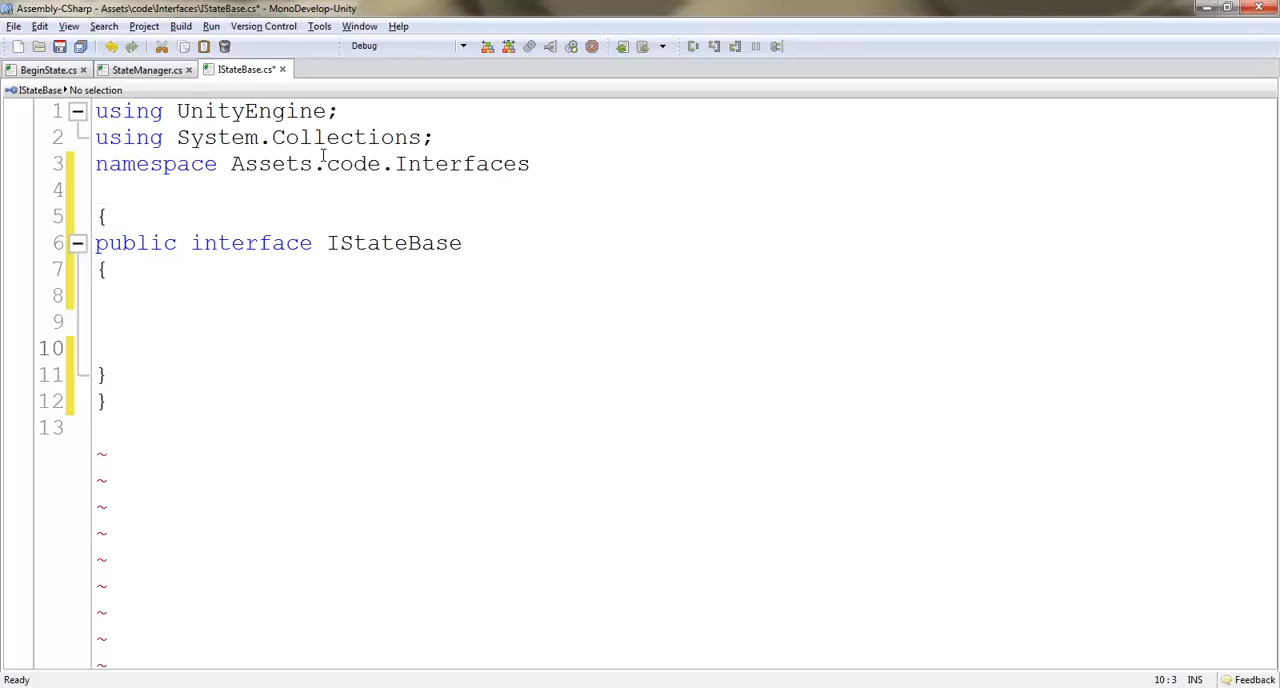 Assembly-CSharp - Assets\code\Interfaces\IStateBase.cs* - MonoDevelop-Unity
File Edit View Search Project Build Run Version Control Tools Window Help
Debug
BeginState.cs × StateManager.cs × IStateBase.cs* ×
IStateBase ▸ No selection
1 using UnityEngine;
2 using System.Collections;
3 namespace Assets.code.Interfaces
4
5 {
6 public interface IStateBase
7 {
8
9
10
11 }
12 }
13
~
~
~
~
~
~
~
~
~
Ready 10 : 3 INS Feedback